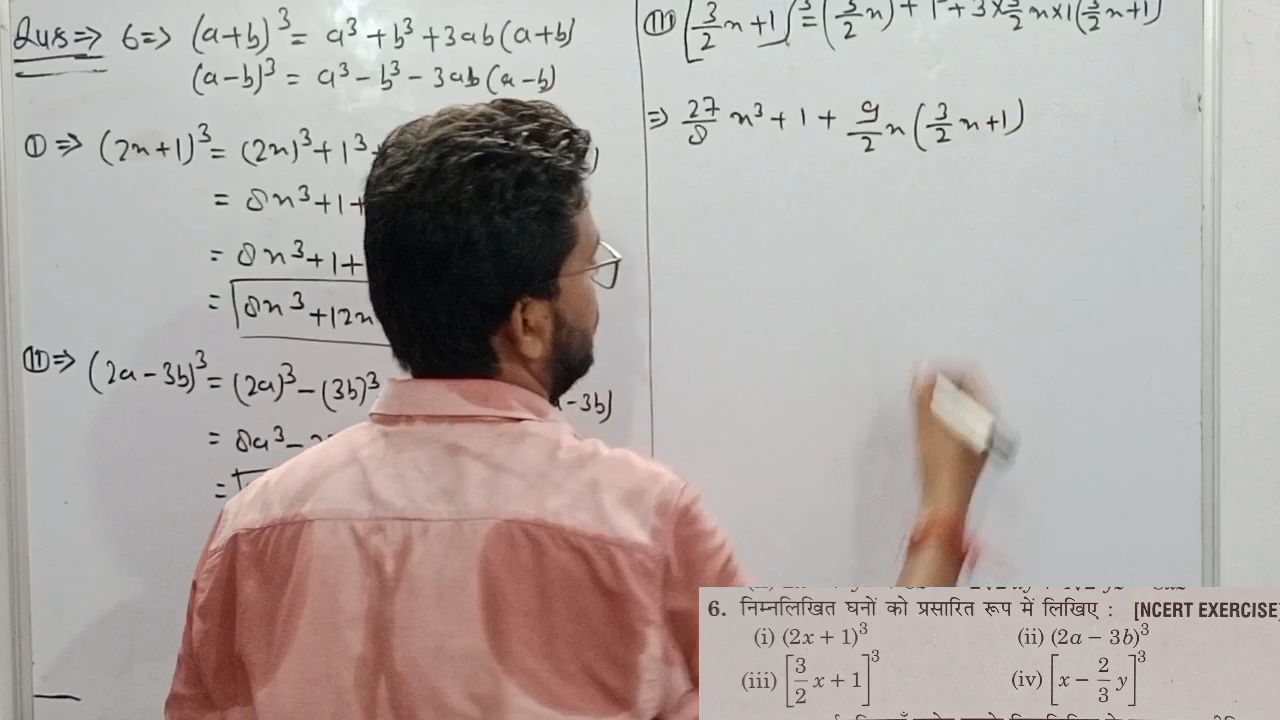 Ques⇒ 6⇒ (a+b)³ = a³+b³+3ab(a+b)
(a-b)³ = a³-b³-3ab(a-b)
① ⇒ (2x+1)³ = (2x)³+1³+
= 8x³+1+
= 8x³+1+
= 8x³+12x
⑪ ⇒ (2a-3b)³ = (2a)³-(3b)³ -3b)
= 8a³-
=
⑪⑪ [3/2 x+1]³ = (3/2 x)³+1³+3×3/2 x×1(3/2 x+1)
⇒ 27/8 x³+1+9/2 x(3/2 x+1)
6. निम्नलिखित घनों को प्रसारित रूप में लिखिए : [NCERT EXERCISE]
(i) (2x + 1)³ (ii) (2a − 3b)³
(iii) [3/2 x + 1]³ (iv) [x − 2/3 y]³